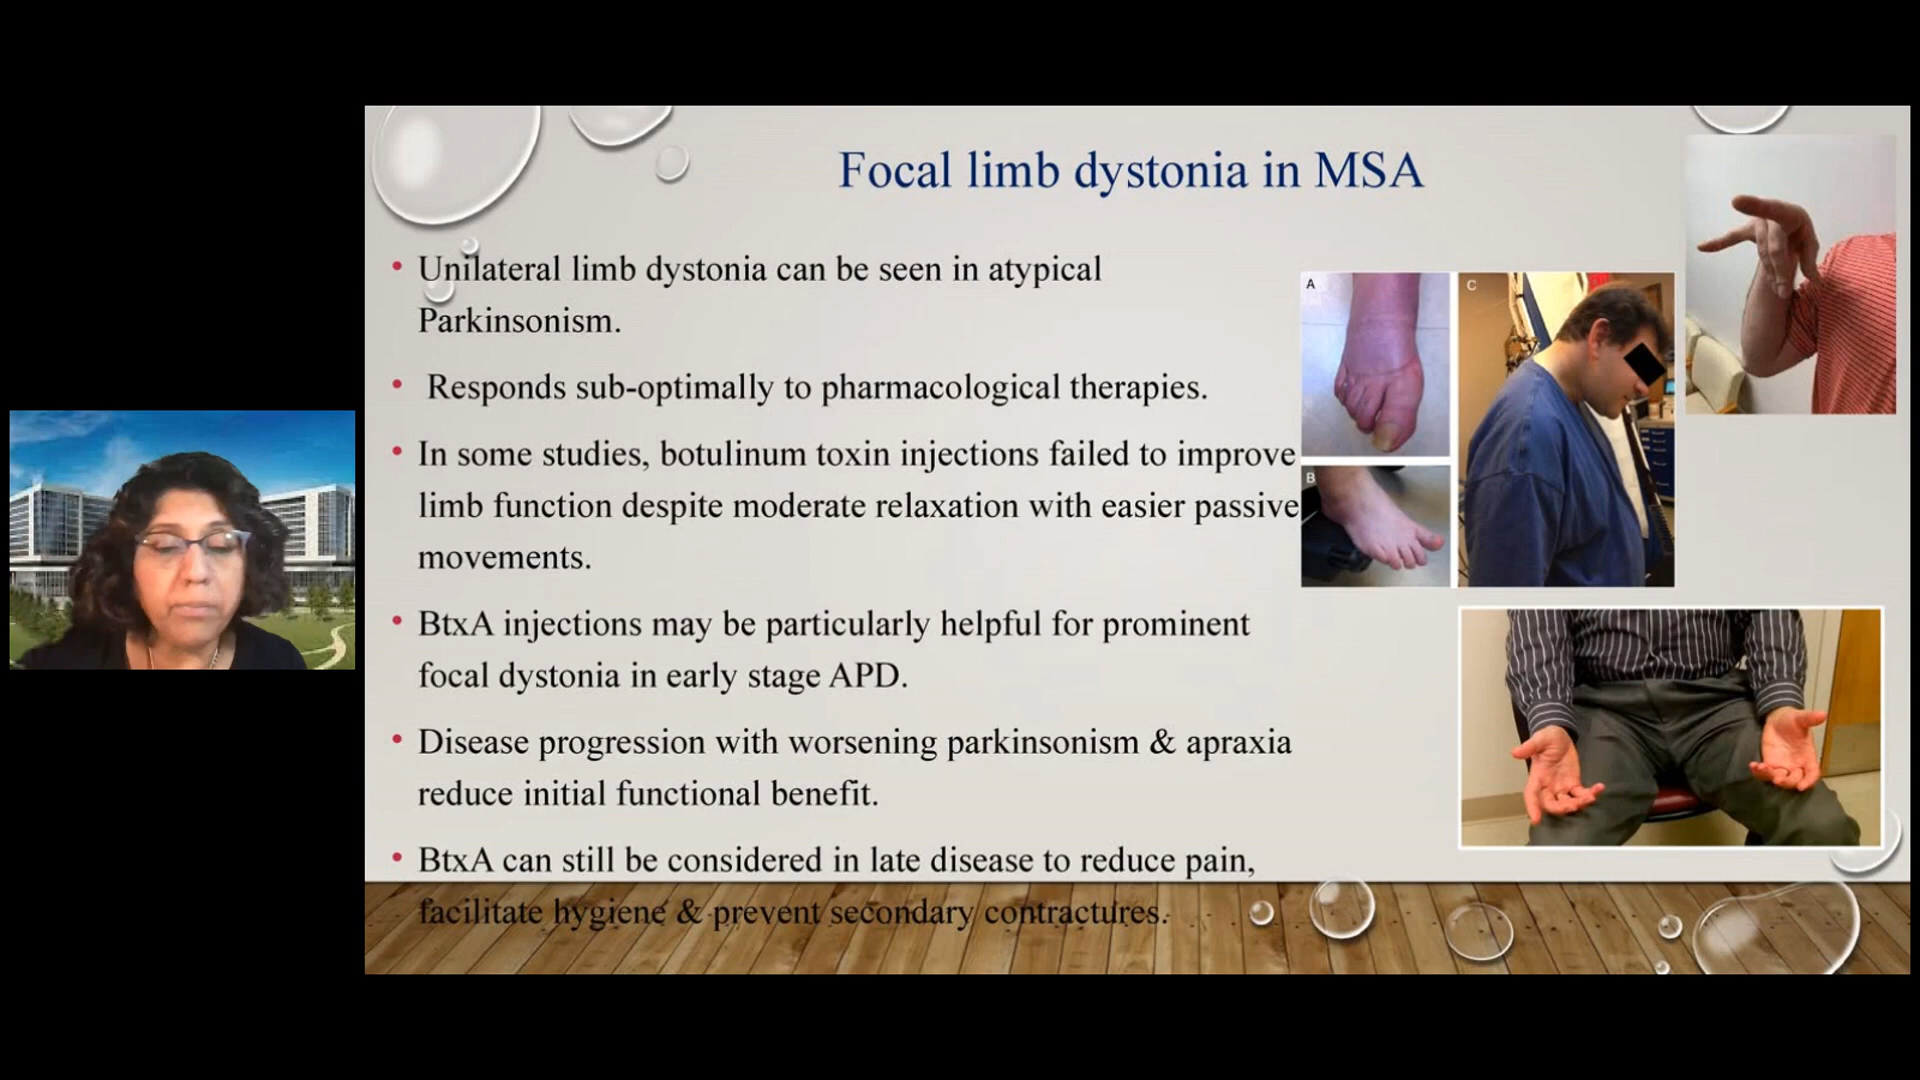 Focal limb dystonia in MSA
• Unilateral limb dystonia can be seen in atypical
Parkinsonism.
• Responds sub-optimally to pharmacological therapies.
• In some studies, botulinum toxin injections failed to improve
limb function despite moderate relaxation with easier passive
movements.
• BtxA injections may be particularly helpful for prominent
focal dystonia in early stage APD.
• Disease progression with worsening parkinsonism & apraxia
reduce initial functional benefit.
• BtxA can still be considered in late disease to reduce pain,
facilitate hygiene & prevent secondary contractures.
A
B
C